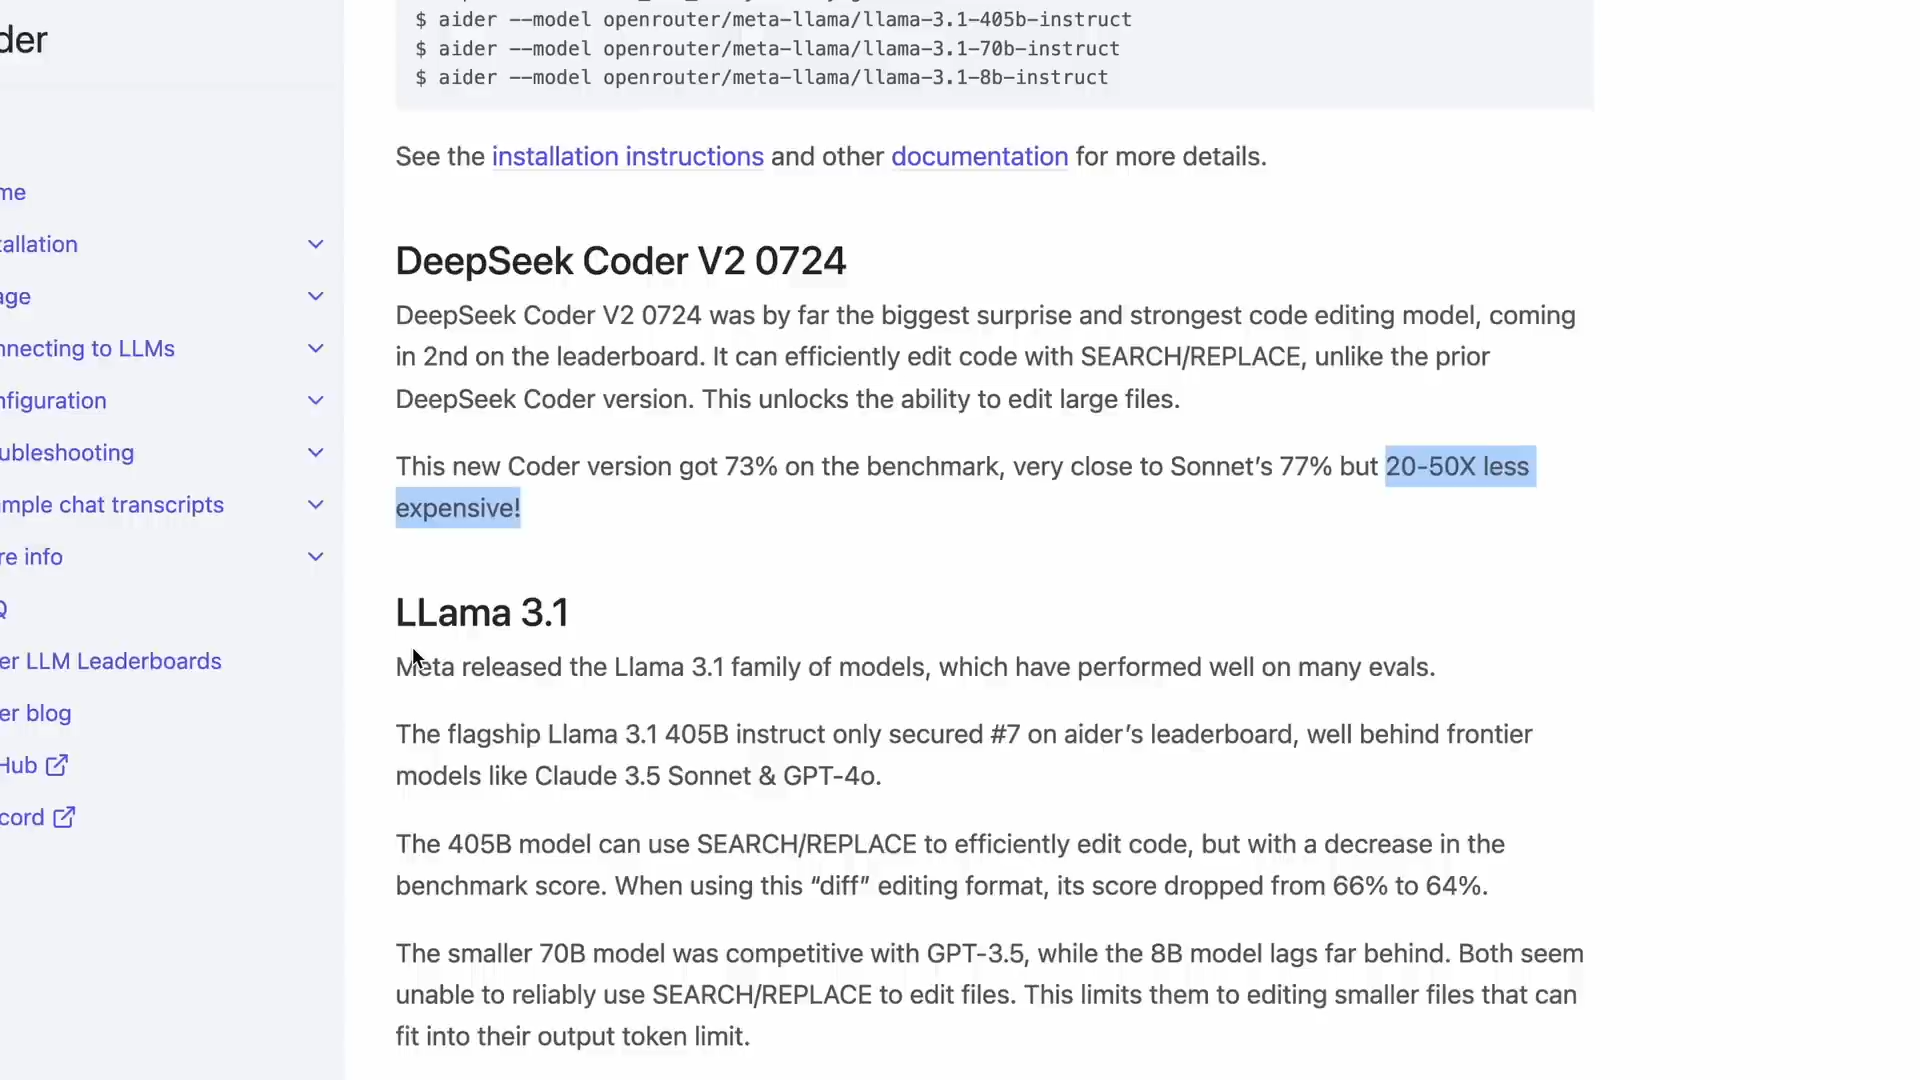 der
me
allation
age
nnecting to LLMs
nfiguration
ubleshooting
mple chat transcripts
re info
Q
er LLM Leaderboards
er blog
Hub
cord
$ aider --model openrouter/meta-llama/llama-3.1-405b-instruct
$ aider --model openrouter/meta-llama/llama-3.1-70b-instruct
$ aider --model openrouter/meta-llama/llama-3.1-8b-instruct
See the installation instructions and other documentation for more details.
DeepSeek Coder V2 0724
DeepSeek Coder V2 0724 was by far the biggest surprise and strongest code editing model, coming
in 2nd on the leaderboard. It can efficiently edit code with SEARCH/REPLACE, unlike the prior
DeepSeek Coder version. This unlocks the ability to edit large files.
This new Coder version got 73% on the benchmark, very close to Sonnet’s 77% but 20-50X less
expensive!
LLama 3.1
Meta released the Llama 3.1 family of models, which have performed well on many evals.
The flagship Llama 3.1 405B instruct only secured #7 on aider’s leaderboard, well behind frontier
models like Claude 3.5 Sonnet & GPT-4o.
The 405B model can use SEARCH/REPLACE to efficiently edit code, but with a decrease in the
benchmark score. When using this “diff” editing format, its score dropped from 66% to 64%.
The smaller 70B model was competitive with GPT-3.5, while the 8B model lags far behind. Both seem
unable to reliably use SEARCH/REPLACE to edit files. This limits them to editing smaller files that can
fit into their output token limit.